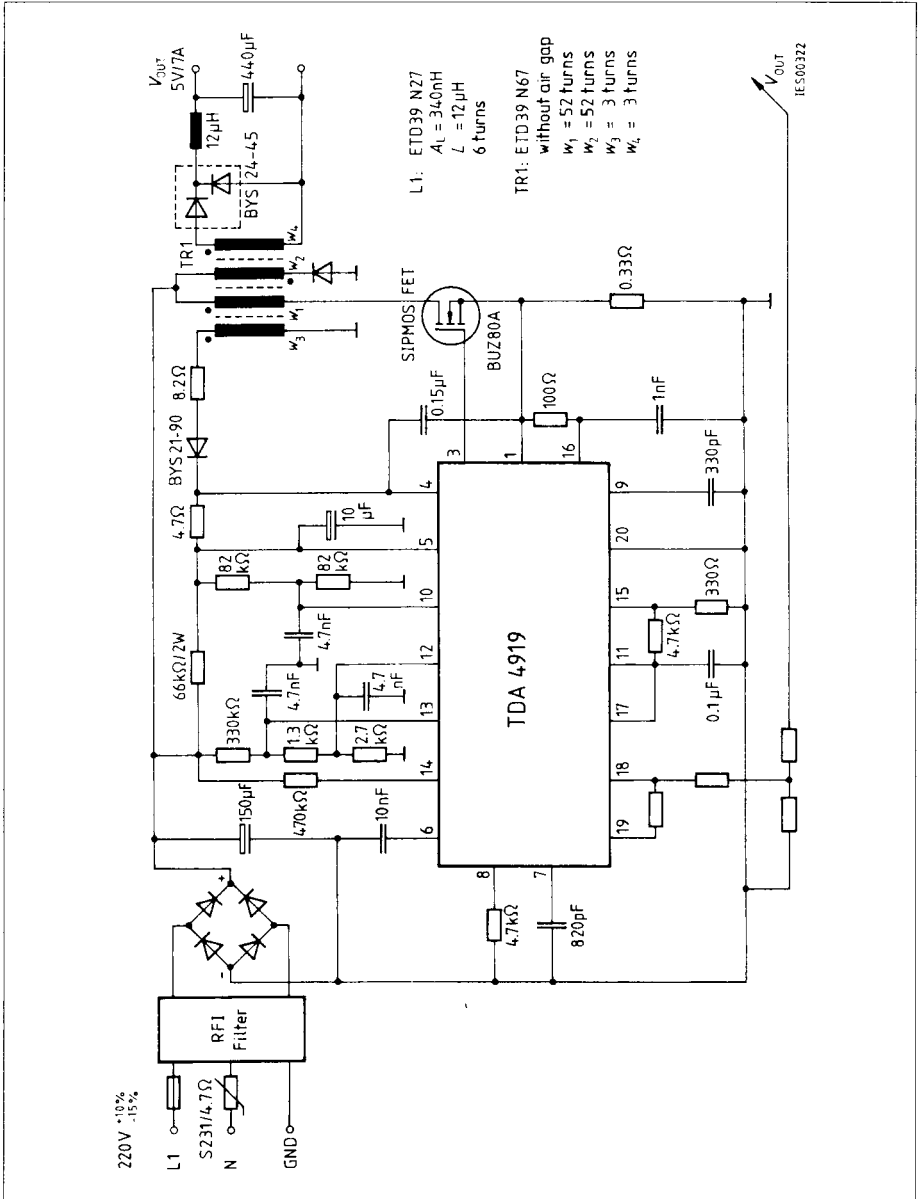 220V +10% -15%
L1
S231/4.7Ω
N
GND
RFI
Filter
+
-
150µF
470kΩ
10nF
330kΩ
1.3
kΩ
2.7
kΩ
4.7nF
4.7
nF
4.7nF
66kΩ/2W
82
kΩ
82
kΩ
10
µF
4.7Ω
BYS21-90
8.2Ω
TR1
w3
w1
w2
w4
BYS 24-45
12µH
VOUT
5V/7A
440µF
SIPMOS FET
BUZ80A
0.15µF
100Ω
1nF
0.33Ω
6
14
13
12
10
5
4
3
8
7
TDA 4919
1
16
19
18
17
11
15
20
9
4.7kΩ
820pF
0.1µF
4.7kΩ
330Ω
330pF
L1: ETD39 N27
AL = 340nH
L = 12µH
6 turns
TR1: ETD39 N67
without air gap
w1 = 52 turns
w2 = 52 turns
w3 = 3 turns
w4 = 3 turns
VOUT
IES00322